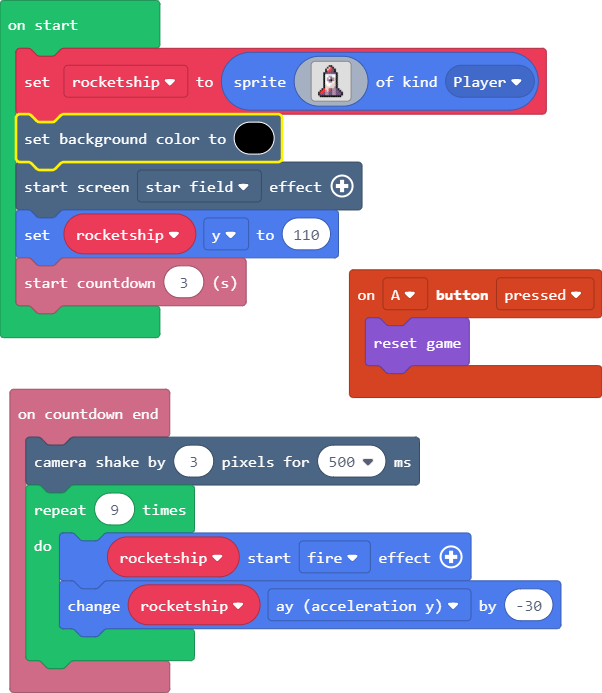 on start
set rocketship to sprite of kind Player
set background color to
start screen star field effect
set rocketship y to 110
start countdown 3 (s)
on A button pressed
reset game
on countdown end
camera shake by 3 pixels for 500 ms
repeat 9 times
do
rocketship start fire effect
change rocketship ay (acceleration y) by -30